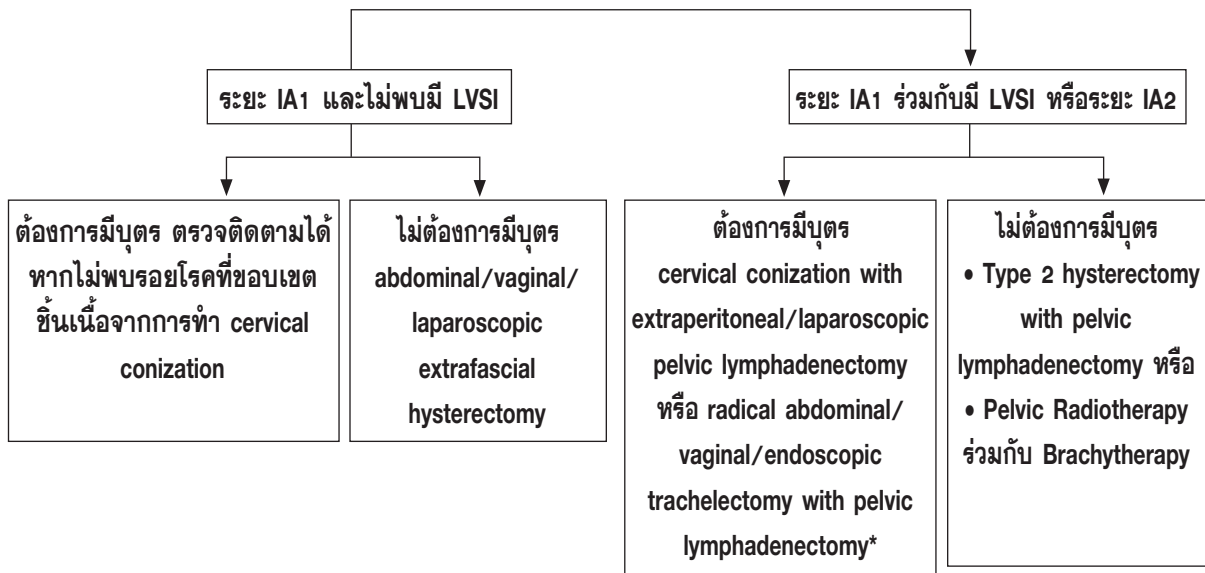 ระยะ IA1 และไม่พบมี LVSI
ระยะ IA1 ร่วมกับมี LVSI หรือระยะ IA2
ต้องการมีบุตร ตรวจติดตามได้
หากไม่พบรอยโรคที่ขอบเขต
ชิ้นเนื้อจากการทำ cervical
conization
ไม่ต้องการมีบุตร
abdominal/vaginal/
laparoscopic
extrafascial
hysterectomy
ต้องการมีบุตร
cervical conization with
extraperitoneal/laparoscopic
pelvic lymphadenectomy
หรือ radical abdominal/
vaginal/endoscopic
trachelectomy with pelvic
lymphadenectomy*
ไม่ต้องการมีบุตร
• Type 2 hysterectomy
with pelvic
lymphadenectomy หรือ
• Pelvic Radiotherapy
ร่วมกับ Brachytherapy